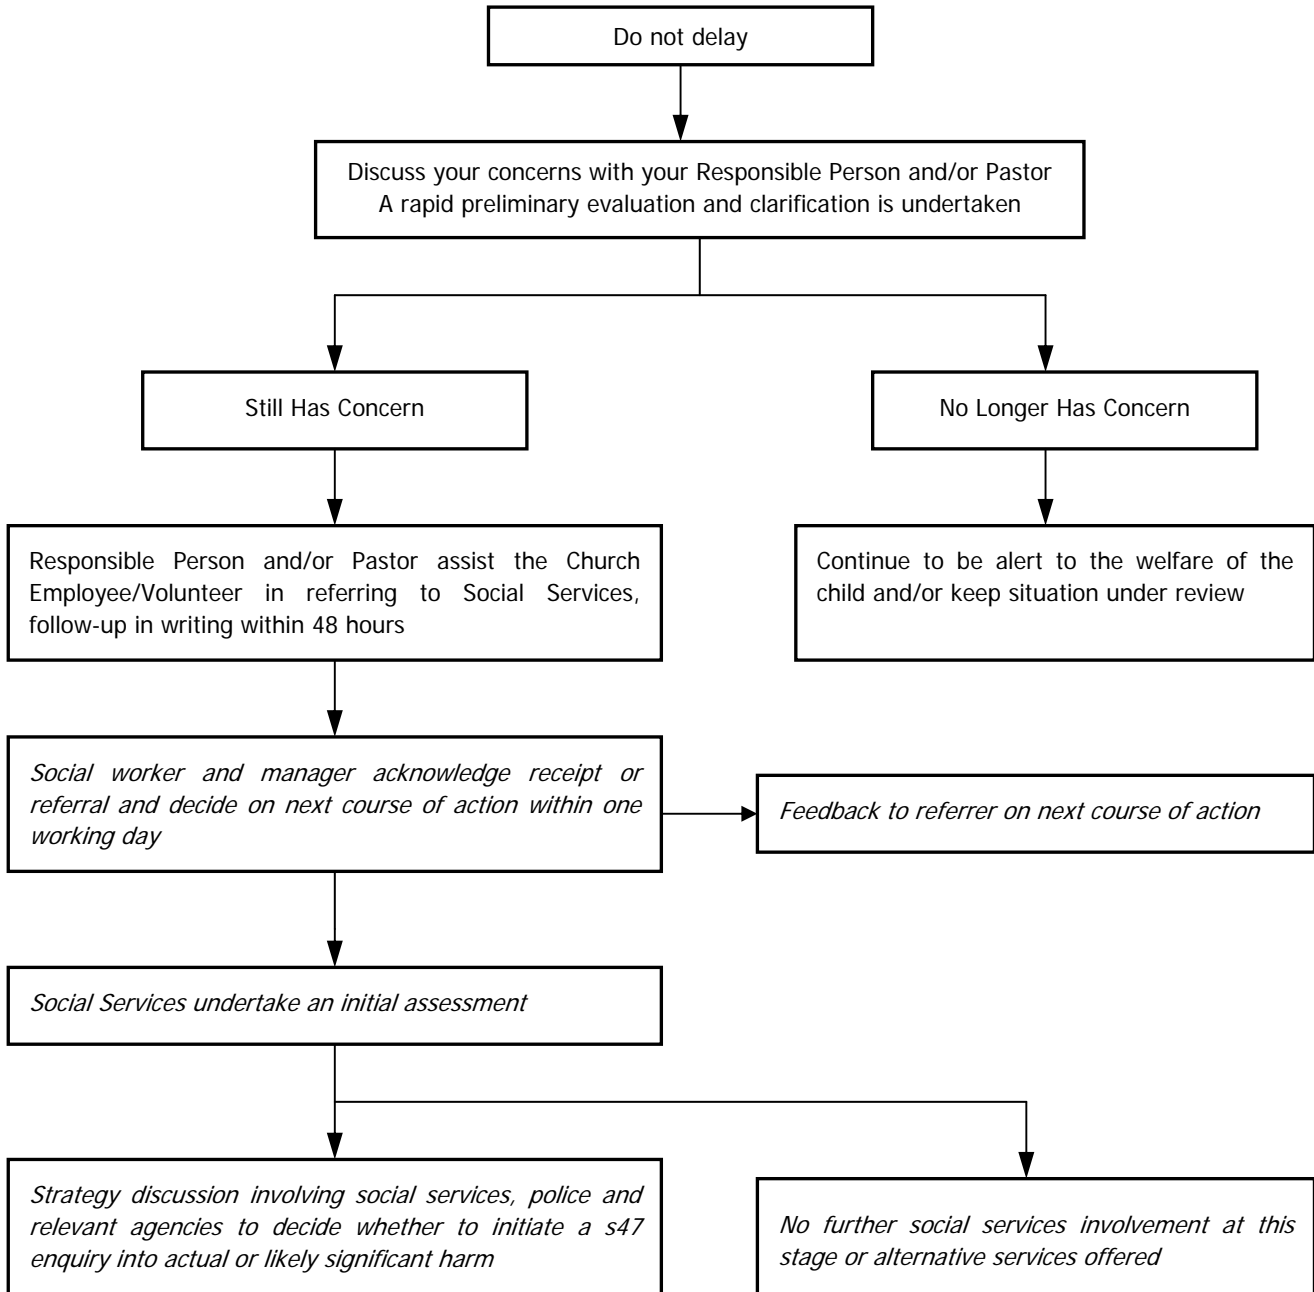 Do not delay
Discuss your concerns with your Responsible Person and/or Pastor
A rapid preliminary evaluation and clarification is undertaken
Still Has Concern
No Longer Has Concern
Responsible Person and/or Pastor assist the Church
Employee/Volunteer in referring to Social Services,
follow-up in writing within 48 hours
Continue to be alert to the welfare of the
child and/or keep situation under review
Social worker and manager acknowledge receipt or
referral and decide on next course of action within one
working day
Feedback to referrer on next course of action
Social Services undertake an initial assessment
Strategy discussion involving social services, police and
relevant agencies to decide whether to initiate a s47
enquiry into actual or likely significant harm
No further social services involvement at this
stage or alternative services offered